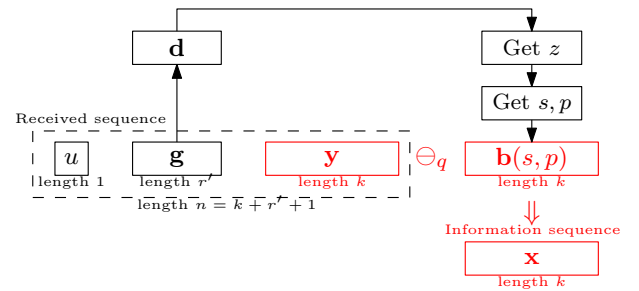 d
Get z
Get s, p
Received sequence
u
g
y
⊖q
b(s, p)
length 1
length r′
length k
length k
length n = k + r′ + 1
⇓
Information sequence
x
length k